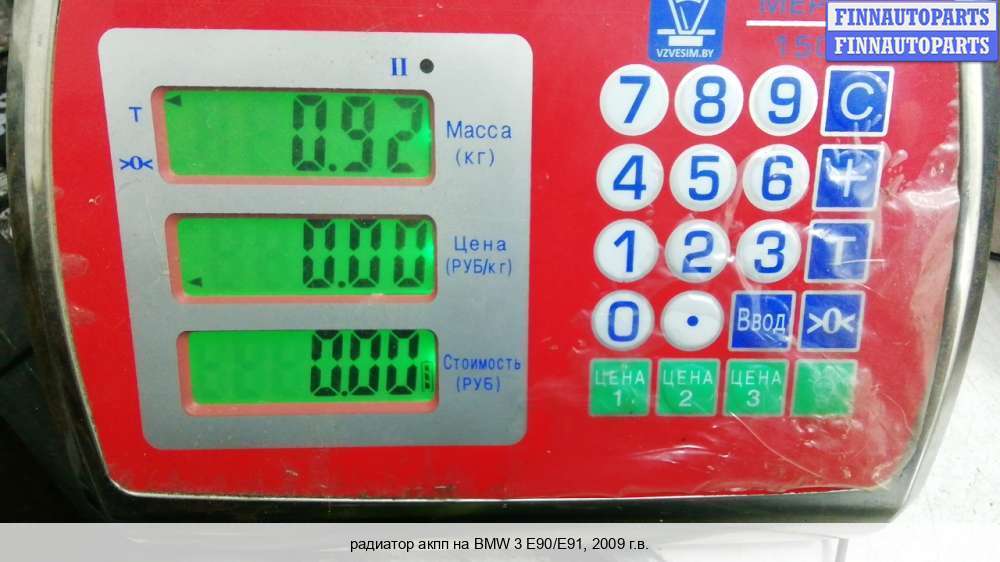 FINNAUTOPARTS
FINNAUTOPARTS
VZVESIM.BY
150
II
T
>0<
0.92
Масса
(кг)
0.00
Цена
(РУБ/кг)
0.00
Стоимость
(РУБ)
7 8 9 C
4 5 6 +
1 2 3 T
0 . Ввод >0<
ЦЕНА 1 ЦЕНА 2 ЦЕНА 3
радиатор акпп на BMW 3 E90/E91, 2009 г.в.